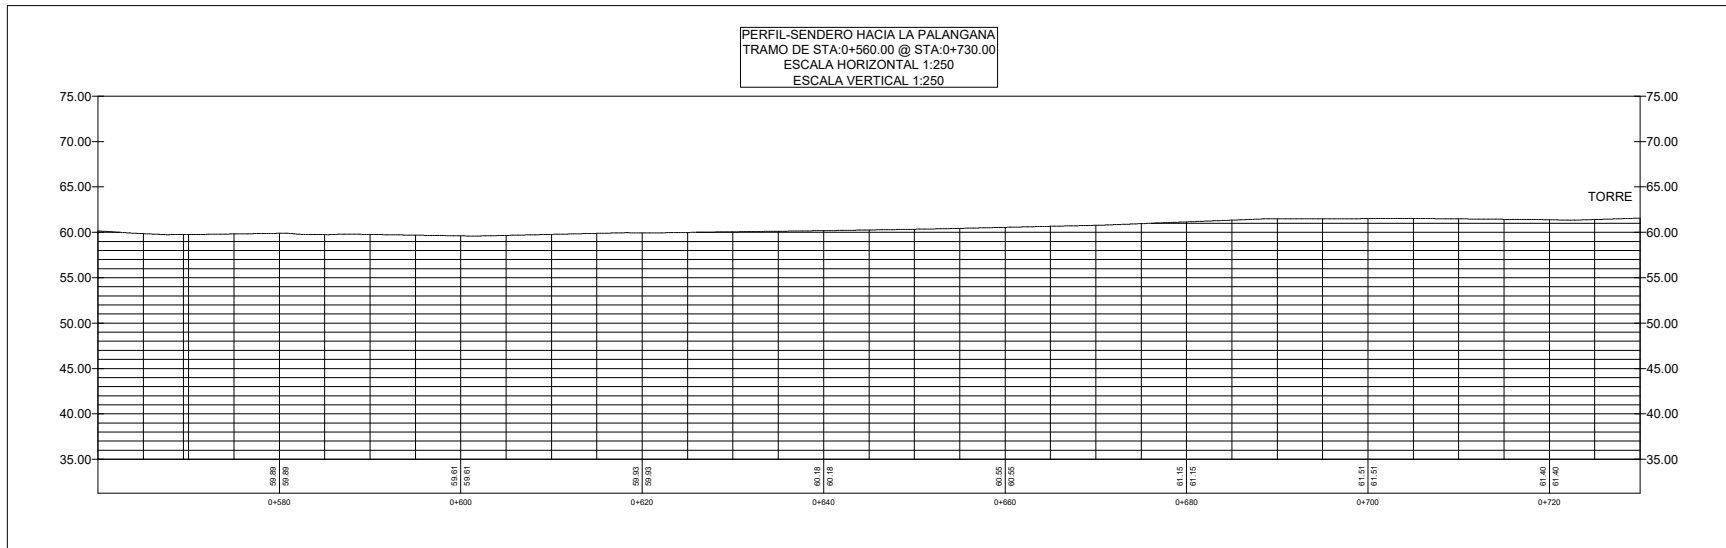 PERFIL-SENDERO HACIA LA PALANGANA
TRAMO DE STA:0+560.00 @ STA:0+730.00
ESCALA HORIZONTAL 1:250
ESCALA VERTICAL 1:250
75.00 75.00
70.00 70.00
65.00 65.00
TORRE
60.00 60.00
55.00 55.00
50.00 50.00
45.00 45.00
40.00 40.00
35.00 35.00
59.89 59.89 59.61 59.61 59.93 59.93 60.18 60.18 60.55 60.55 61.15 61.15 61.51 61.51 61.40 61.40
0+580 0+600 0+620 0+640 0+660 0+680 0+700 0+720